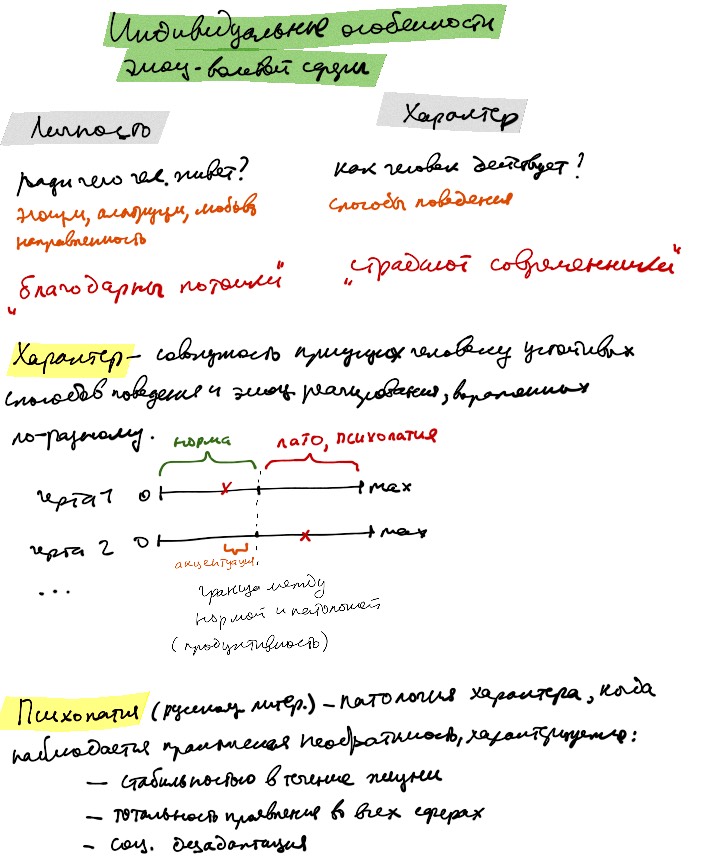 Индивидуальные особенности
эмоц-волевой сферы
Личность
Характер
ради чего чел. живет?
как человек действует?
эгоизм, альтруизм, любовь
направленность
способы поведения
"благодарны потомки"
"страдают современники"
Характер – совокупность присущих человеку устойчивых
способов поведения и эмоц. реагирования, выраженных
по-разному.
норма
пато, психопатия
черта 1 0 max
черта 2 0 max
...
акцентуация
граница между
нормой и патологией
(продуктивность)
Психопатия (русскояз. литер.) – патология характера, когда
наблюдается практическая необратимость, характеризуемая:
– стабильностью в течение жизни
– тотальность проявления во всех сферах
– соц. дезадаптация